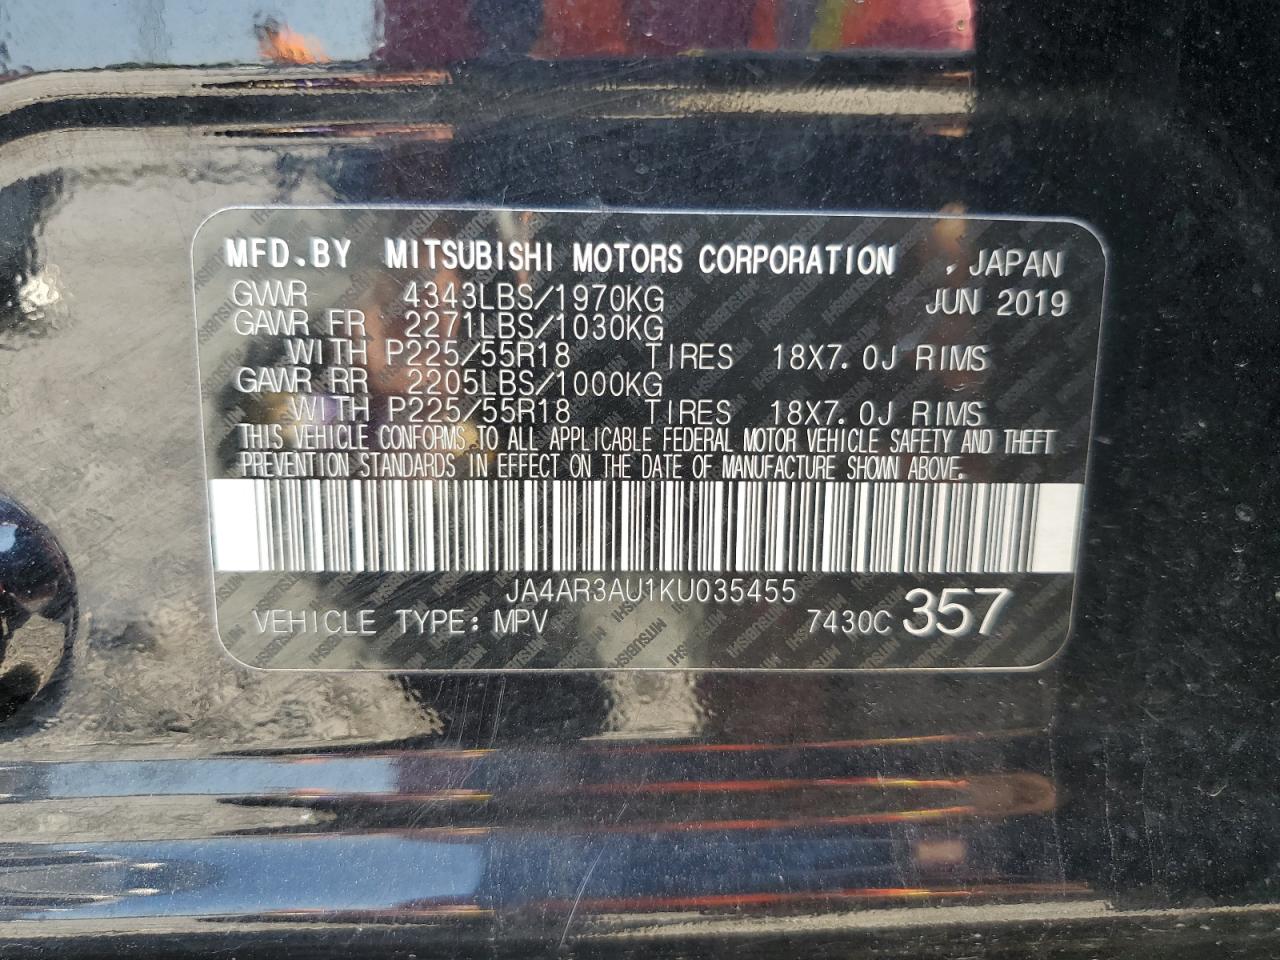 MFD.BY MITSUBISHI MOTORS CORPORATION , JAPAN
GVWR 4343LBS/1970KG JUN 2019
GAWR FR 2271LBS/1030KG
WITH P225/55R18 TIRES 18X7.0J RIMS
GAWR RR 2205LBS/1000KG
WITH P225/55R18 TIRES 18X7.0J RIMS
THIS VEHICLE CONFORMS TO ALL APPLICABLE FEDERAL MOTOR VEHICLE SAFETY AND THEFT
PREVENTION STANDARDS IN EFFECT ON THE DATE OF MANUFACTURE SHOWN ABOVE.
JA4AR3AU1KU035455
VEHICLE TYPE: MPV 7430C 357